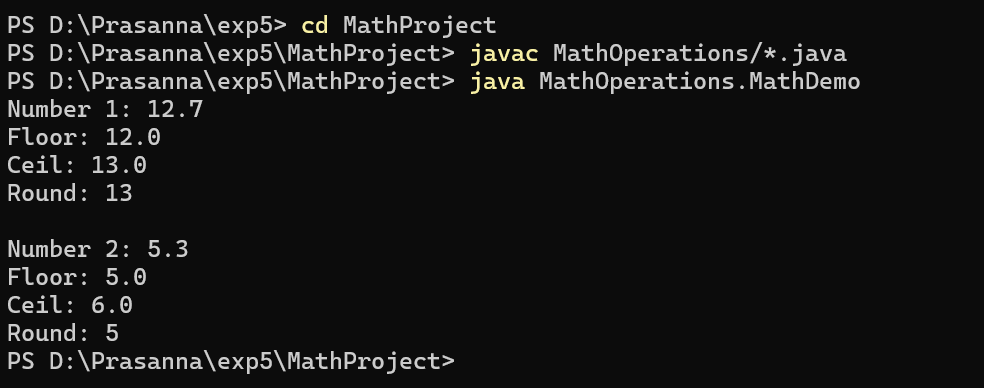 PS D:\Prasanna\exp5> cd MathProject
PS D:\Prasanna\exp5\MathProject> javac MathOperations/*.java
PS D:\Prasanna\exp5\MathProject> java MathOperations.MathDemo
Number 1: 12.7
Floor: 12.0
Ceil: 13.0
Round: 13
Number 2: 5.3
Floor: 5.0
Ceil: 6.0
Round: 5
PS D:\Prasanna\exp5\MathProject>